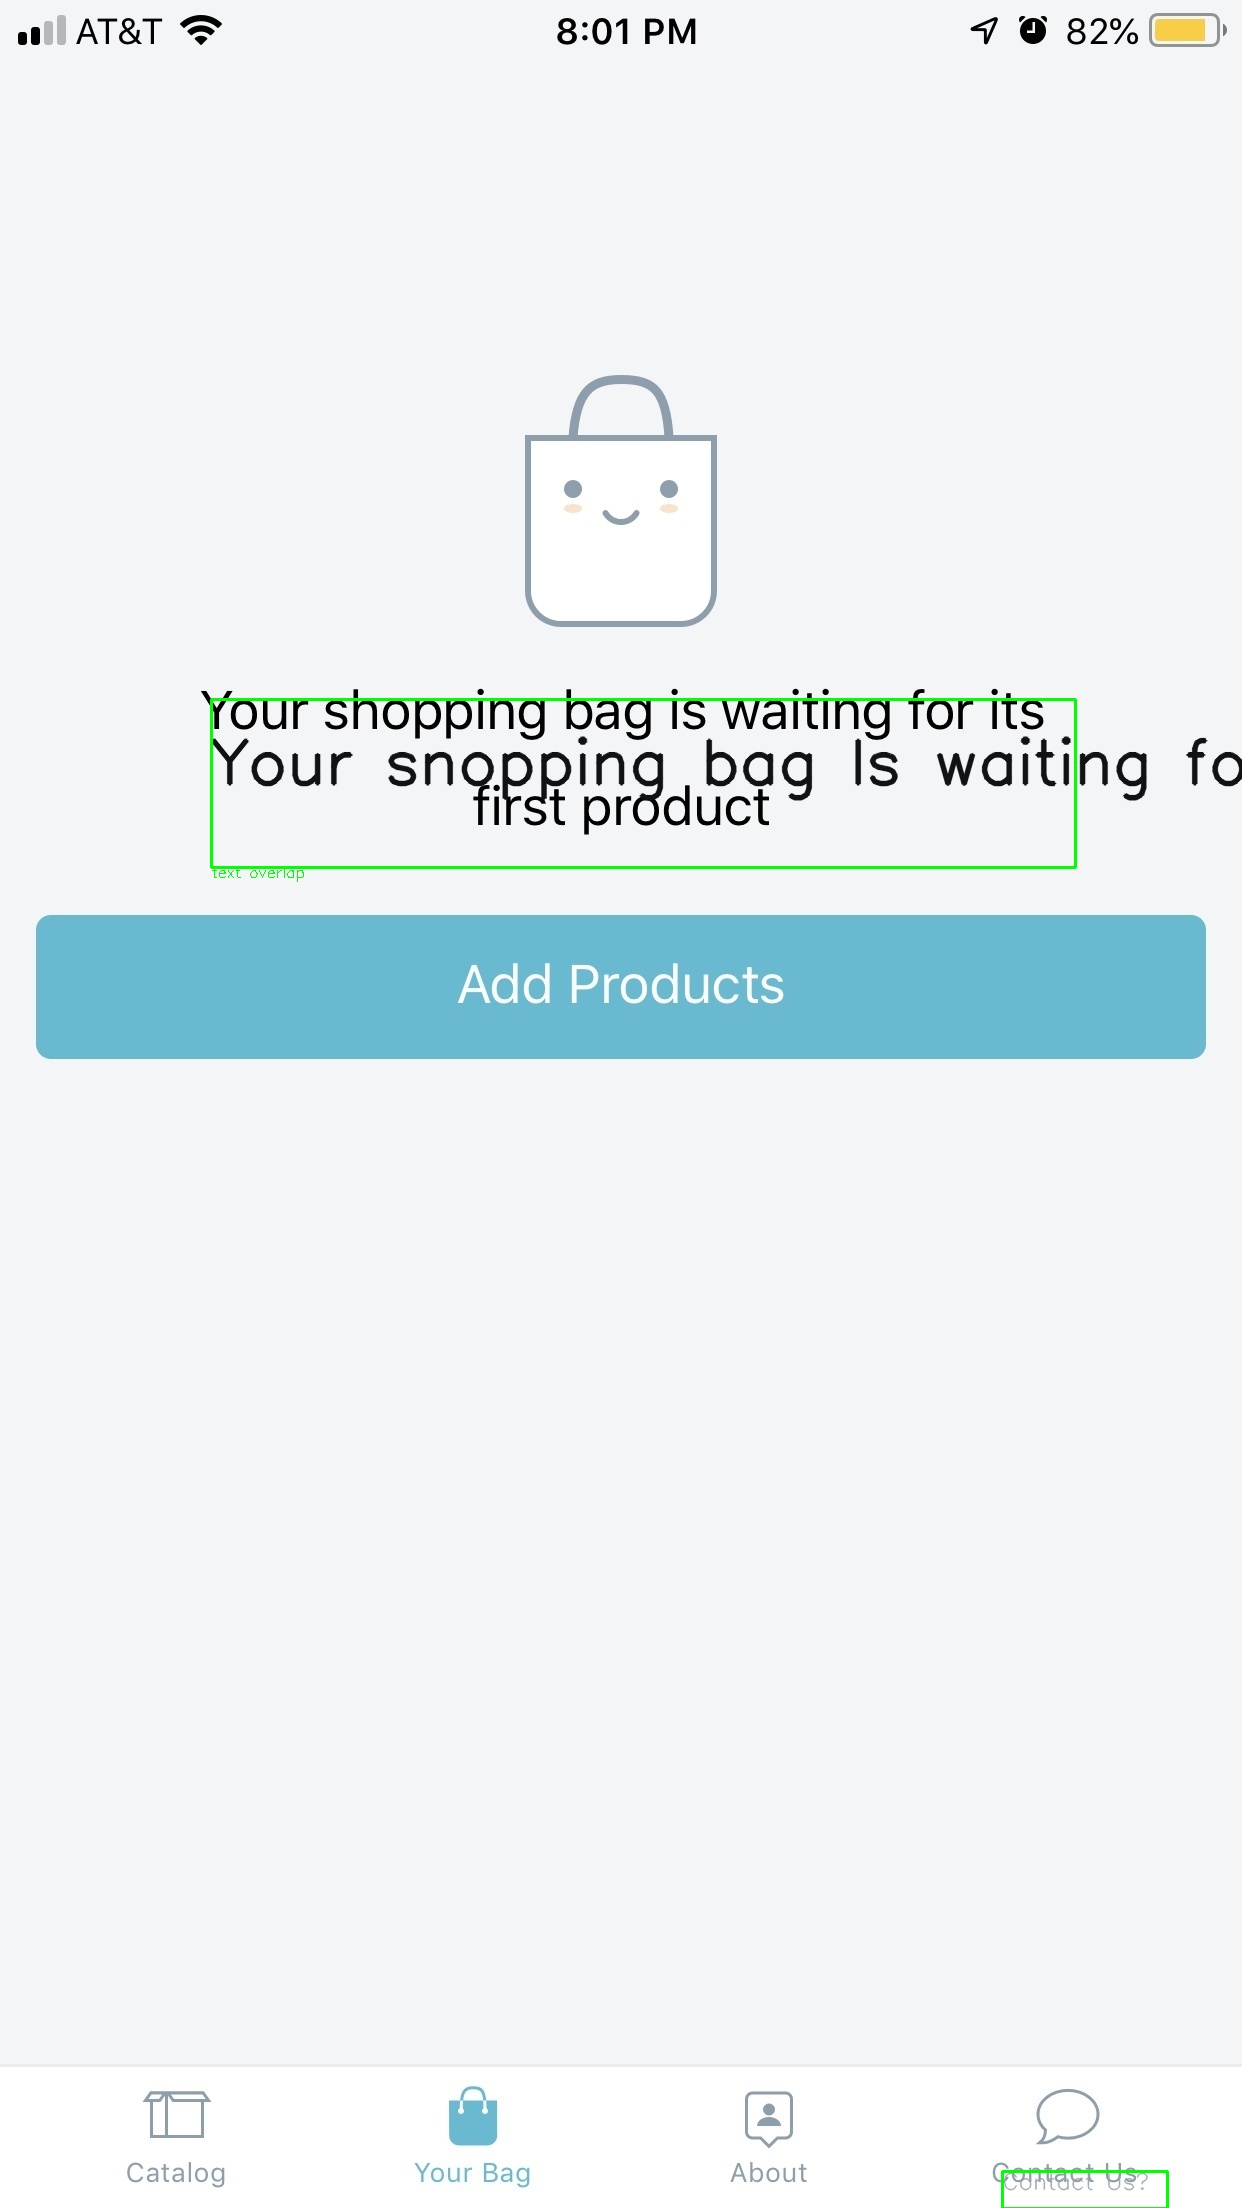 AT&T 8:01 PM 82%
Your shopping bag is waiting for its
Your snopping bag Is waiting fo
first product
text overlap
Add Products
Catalog Your Bag About Contact Us
Contact Us?